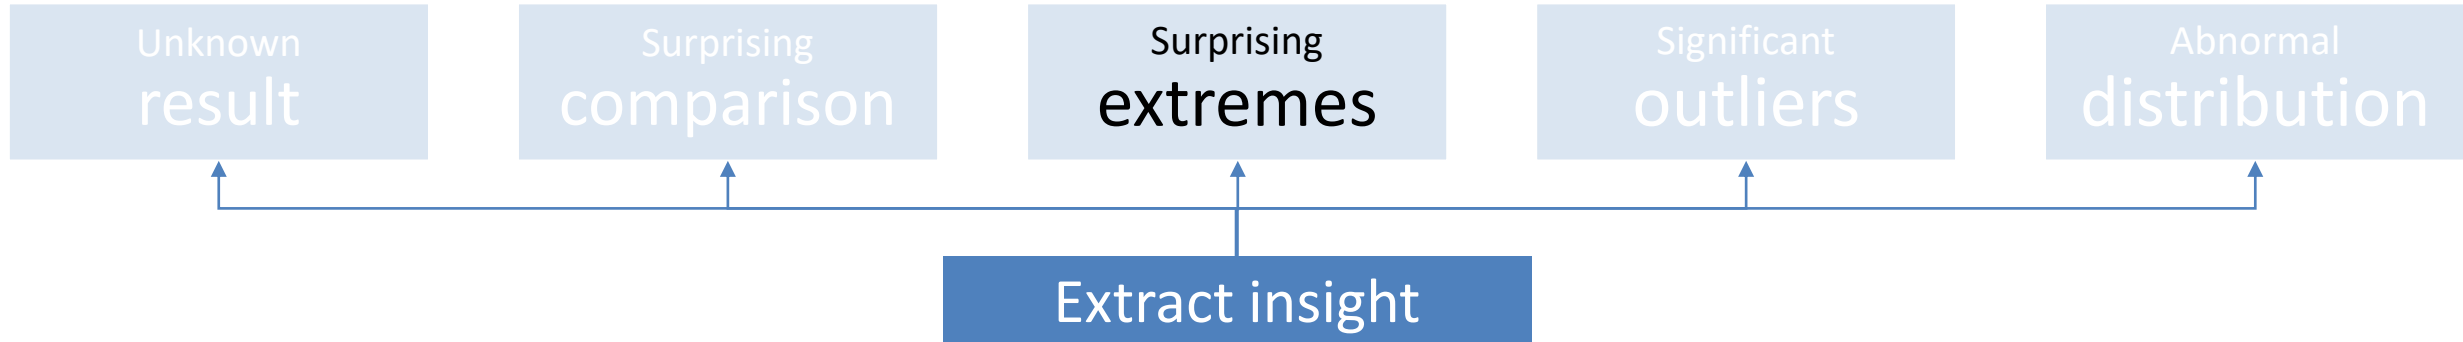 Unknown
result
Surprising
comparison
Surprising
extremes
Significant
outliers
Abnormal
distribution
Extract insight